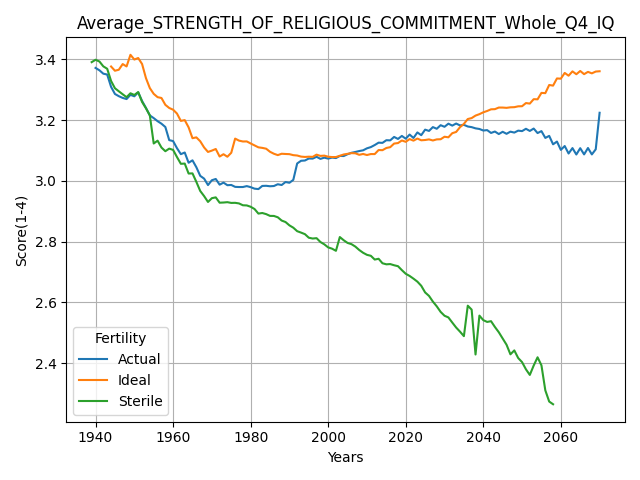 Average_STRENGTH_OF_RELIGIOUS_COMMITMENT_Whole_Q4_IQ
Score(1-4)
3.4
3.2
3.0
2.8
2.6
2.4
Fertility
Actual
Ideal
Sterile
1940 1960 1980 2000 2020 2040 2060
Years